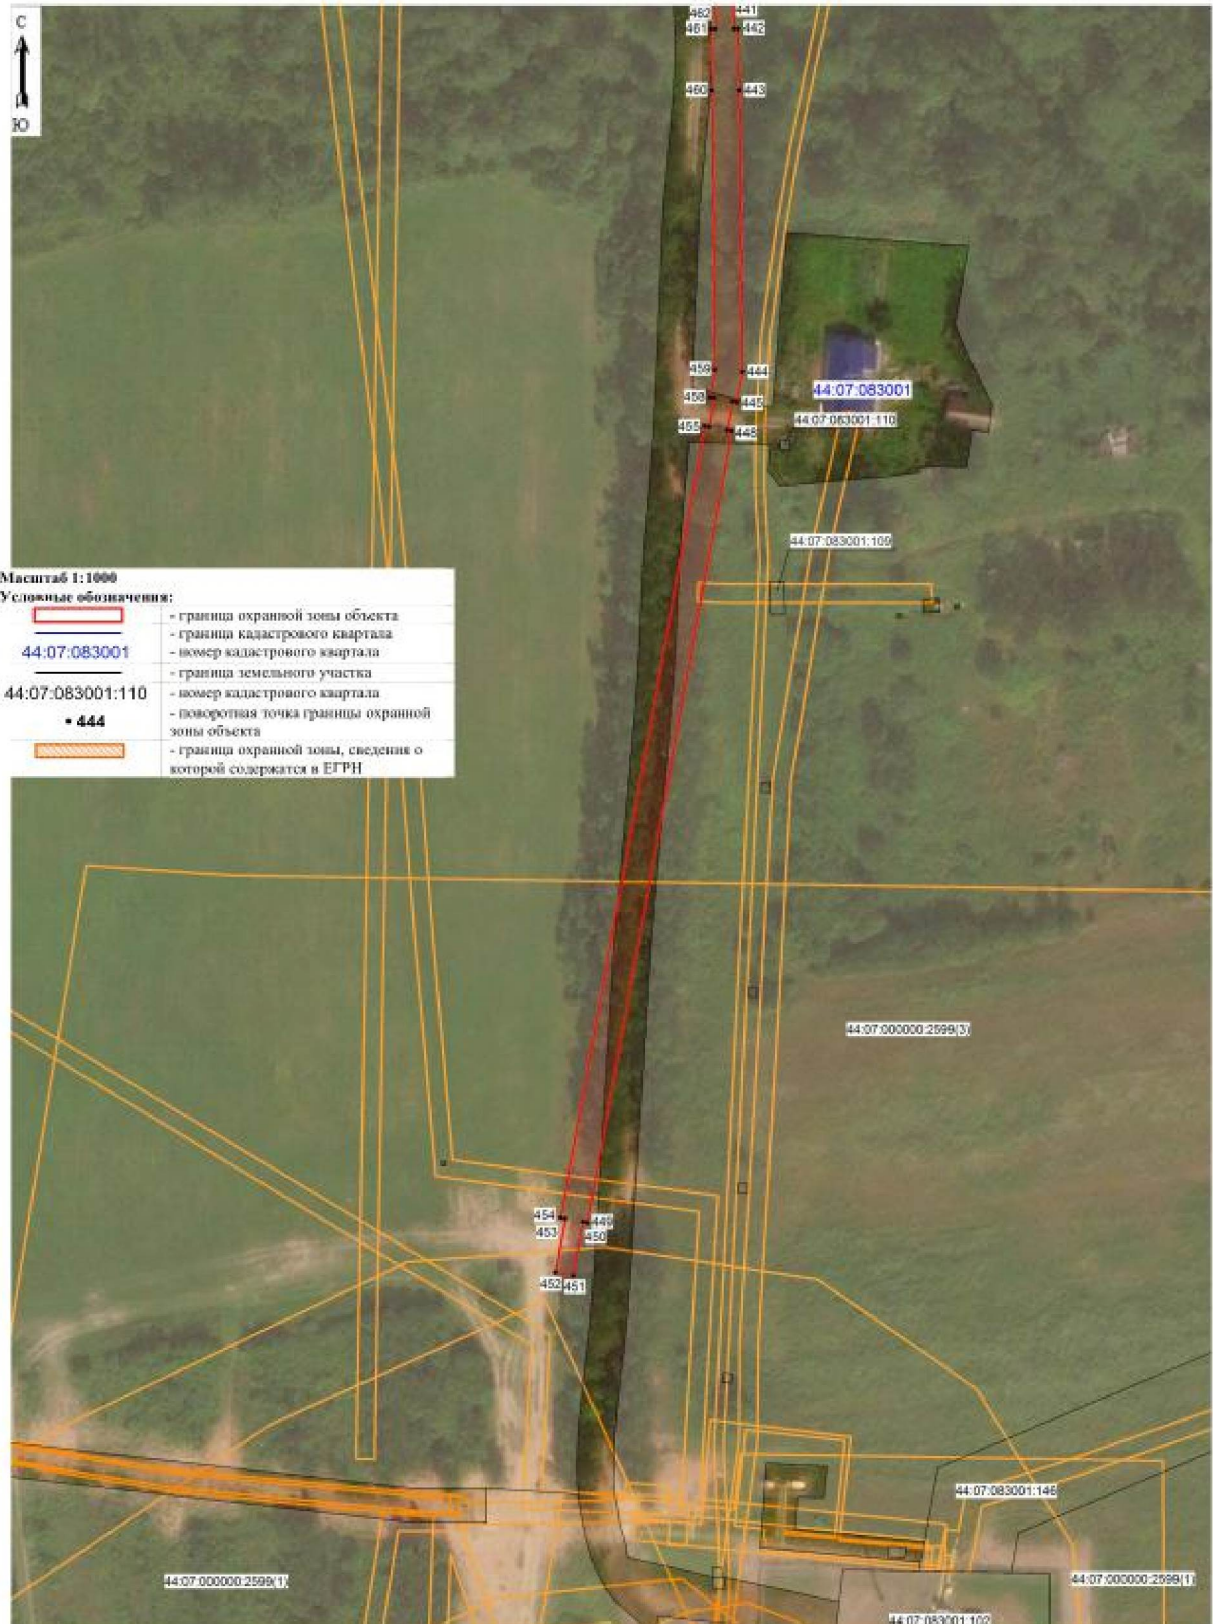 С
Ю
462 441
461 442
460 443
459 444
458 445
455 448
44:07:083001
44:07:083001:110
44:07:083001:109
Масштаб 1:1000
Условные обозначения:
- граница охранной зоны объекта
- граница кадастрового квартала
44:07:083001 - номер кадастрового квартала
- граница земельного участка
44:07:083001:110 - номер кадастрового квартала
• 444 - поворотная точка границы охранной
зоны объекта
- граница охранной зоны, сведения о
которой содержатся в ЕГРН
44:07:000000:2599(3)
454 449
453 450
452 451
44:07:083001:146
44:07:000000:2599(1)
44:07:000000:2599(1)
44:07:083001:102